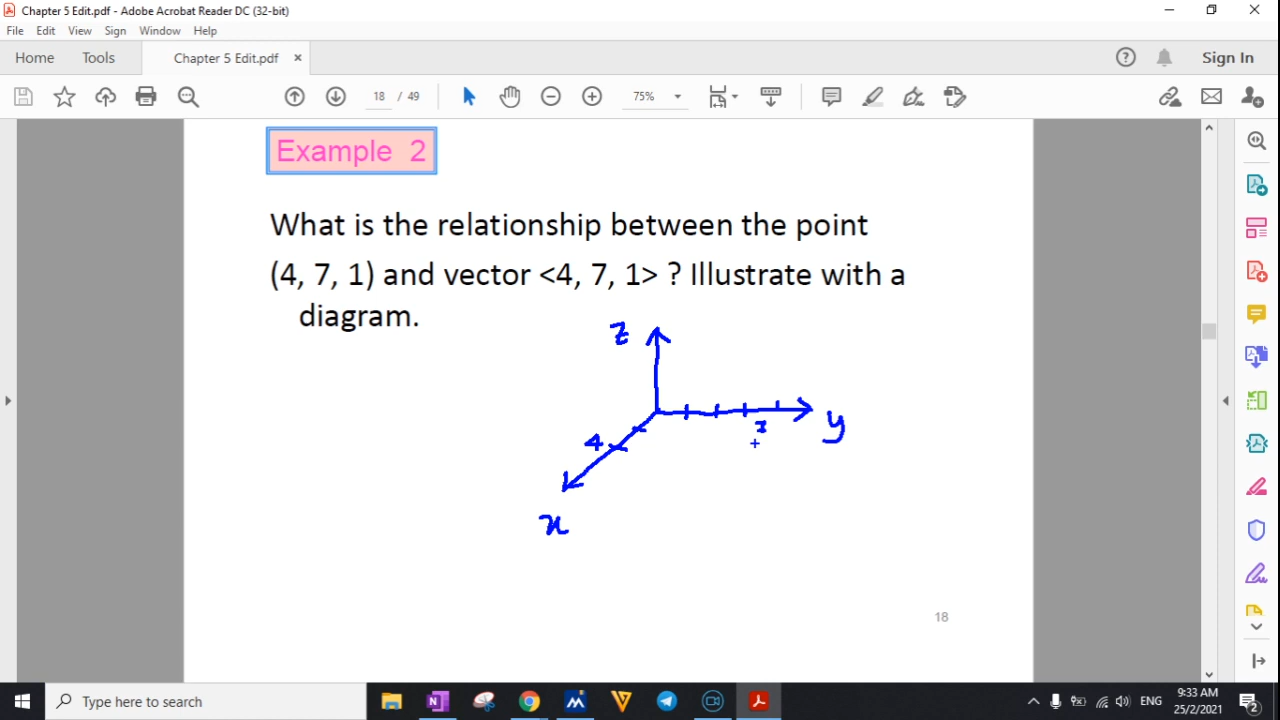 Chapter 5 Edit.pdf - Adobe Acrobat Reader DC (32-bit)
File Edit View Sign Window Help
Home Tools Chapter 5 Edit.pdf × Sign In
18 / 49 75%
Example 2
What is the relationship between the point
(4, 7, 1) and vector <4, 7, 1> ? Illustrate with a
diagram.
z
y
4
x
18
Type here to search
ENG
9:33 AM
25/2/2021
2